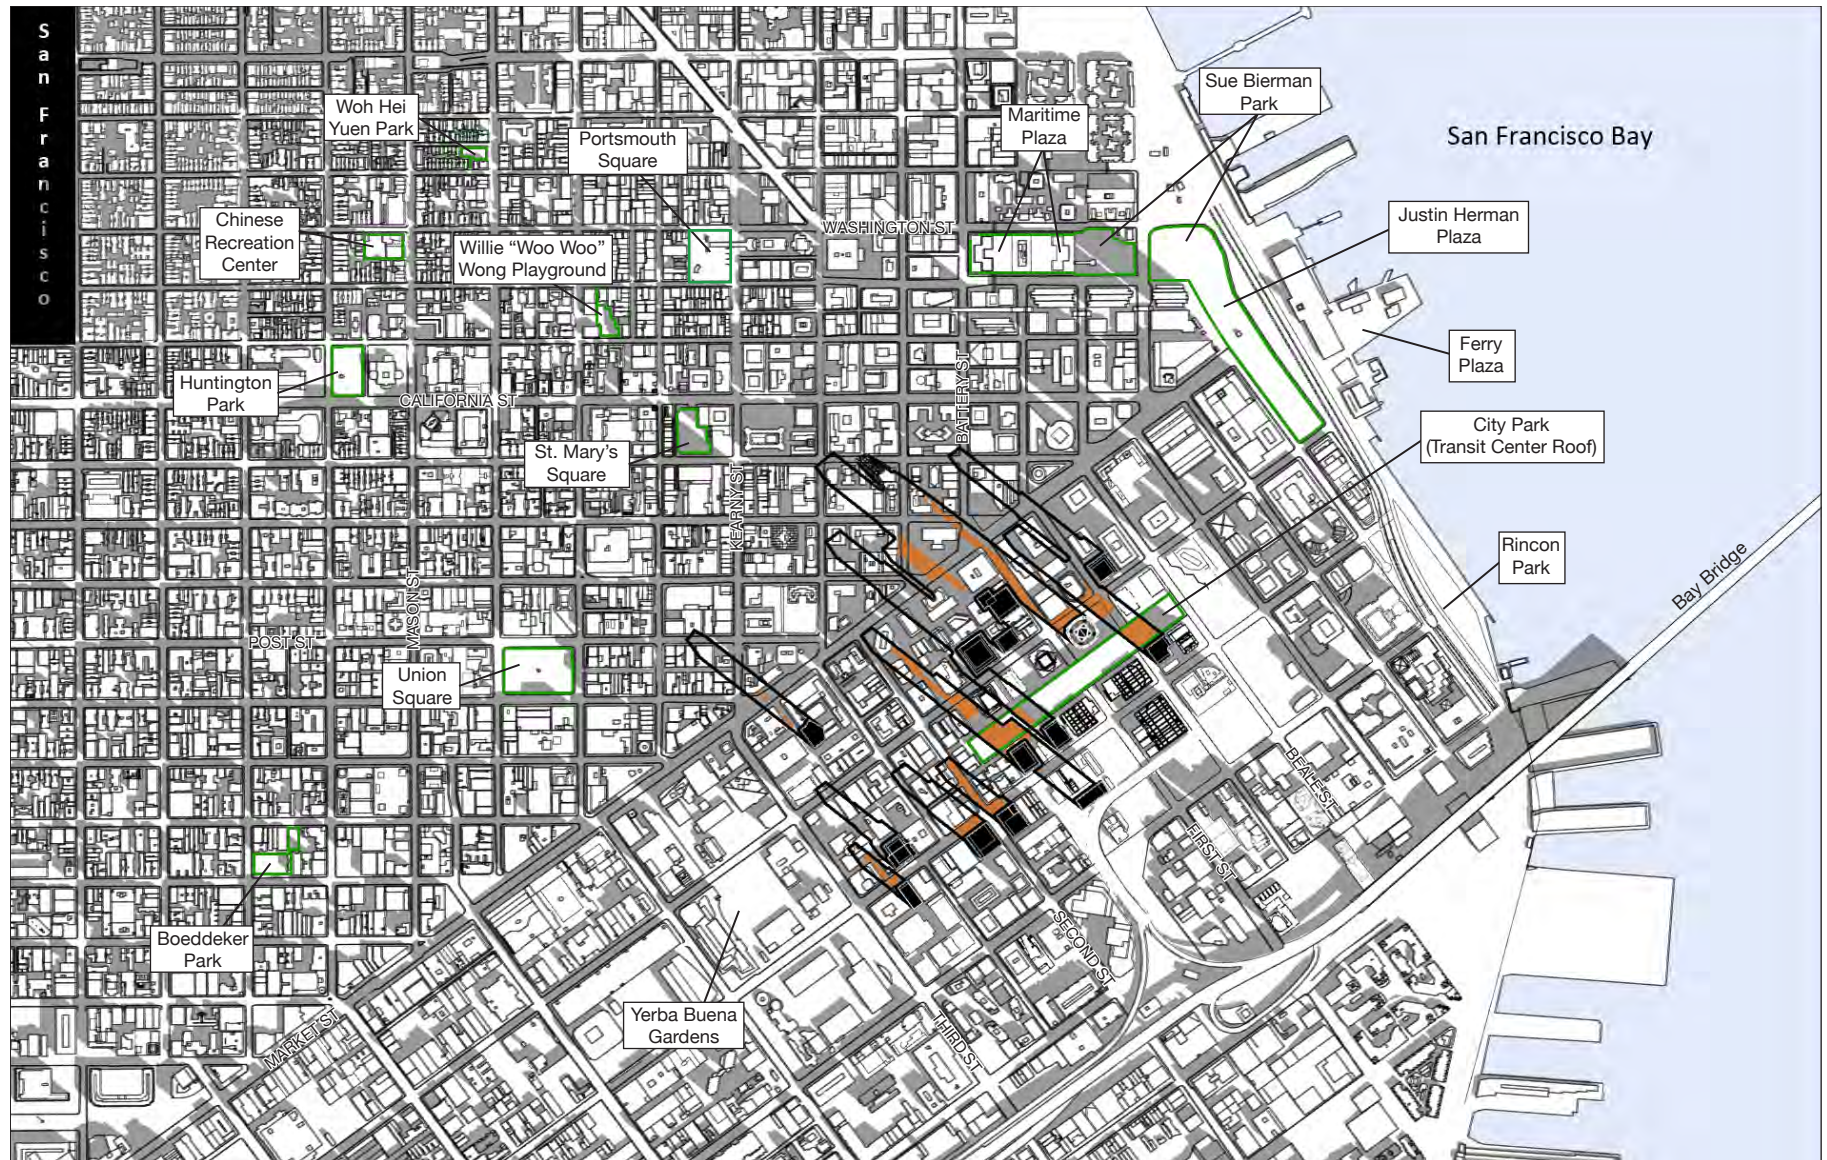 San Francisco
Woh Hei
Yuen Park
Portsmouth
Square
Maritime
Plaza
Sue Bierman
Park
San Francisco Bay
Chinese
Recreation
Center
Willie “Woo Woo”
Wong Playground
WASHINGTON ST
Justin Herman
Plaza
Ferry
Plaza
Huntington
Park
CALIFORNIA ST
BATTERY ST
City Park
(Transit Center Roof)
St. Mary’s
Square
KEARNY ST
Rincon
Park
Bay Bridge
MASON ST
POST ST
Union
Square
BEALE ST
FIRST ST
Boeddeker
Park
SECOND ST
Yerba Buena
Gardens
MARKET ST
THIRD ST